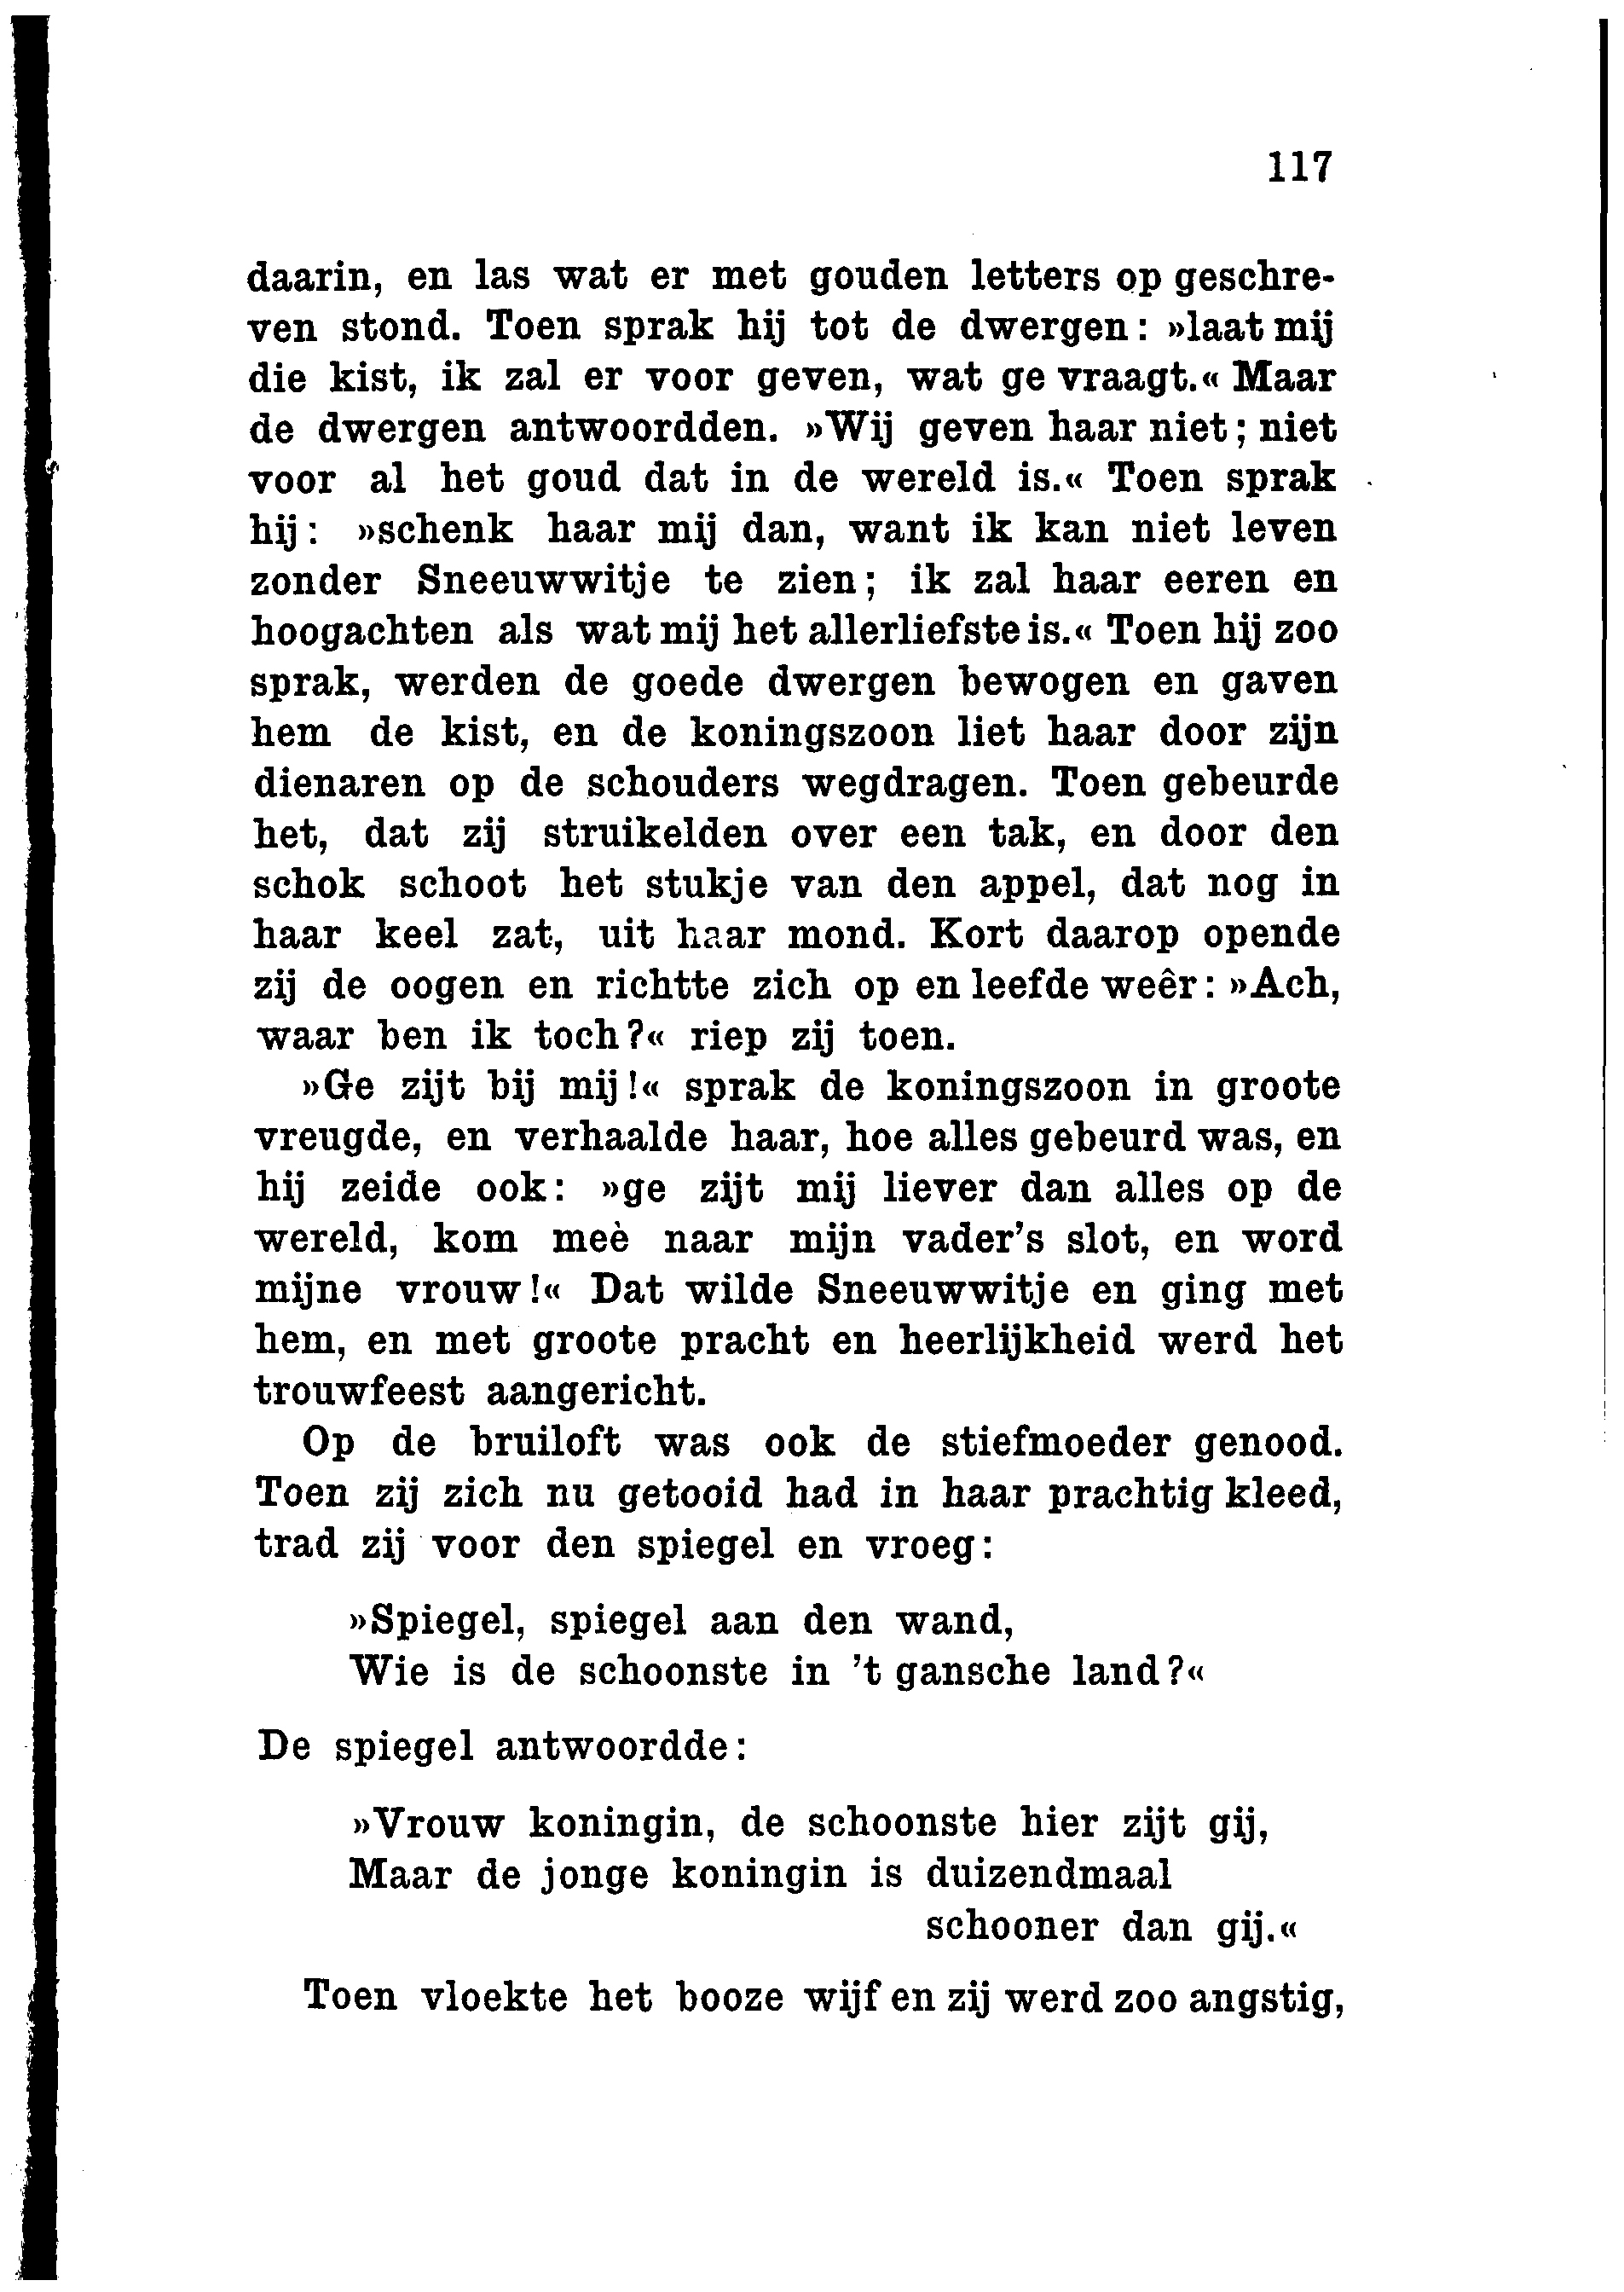 117
daarin, en las wat er met gouden letters op geschre-
ven stond. Toen sprak hij tot de dwergen: »laat mij
die kist, ik zal er voor geven, wat ge vraagt.« Maar
de dwergen antwoordden. »Wij geven haar niet; niet
voor al het goud dat in de wereld is.« Toen sprak
hij: »schenk haar mij dan, want ik kan niet leven
zonder Sneeuwwitje te zien; ik zal haar eeren en
hoogachten als wat mij het allerliefste is.« Toen hij zoo
sprak, werden de goede dwergen bewogen en gaven
hem de kist, en de koningszoon liet haar door zijn
dienaren op de schouders wegdragen. Toen gebeurde
het, dat zij struikelden over een tak, en door den
schok schoot het stukje van den appel, dat nog in
haar keel zat, uit haar mond. Kort daarop opende
zij de oogen en richtte zich op en leefde weêr: »Ach,
waar ben ik toch?« riep zij toen.
»Ge zijt bij mij!« sprak de koningszoon in groote
vreugde, en verhaalde haar, hoe alles gebeurd was, en
hij zeide ook: »ge zijt mij liever dan alles op de
wereld, kom meè naar mijn vader's slot, en word
mijne vrouw!« Dat wilde Sneeuwwitje en ging met
hem, en met groote pracht en heerlijkheid werd het
trouwfeest aangericht.
Op de bruiloft was ook de stiefmoeder genood.
Toen zij zich nu getooid had in haar prachtig kleed,
trad zij voor den spiegel en vroeg:
»Spiegel, spiegel aan den wand,
Wie is de schoonste in 't gansche land?«
De spiegel antwoordde:
»Vrouw koningin, de schoonste hier zijt gij,
Maar de jonge koningin is duizendmaal
schooner dan gij.«
Toen vloekte het booze wijf en zij werd zoo angstig,